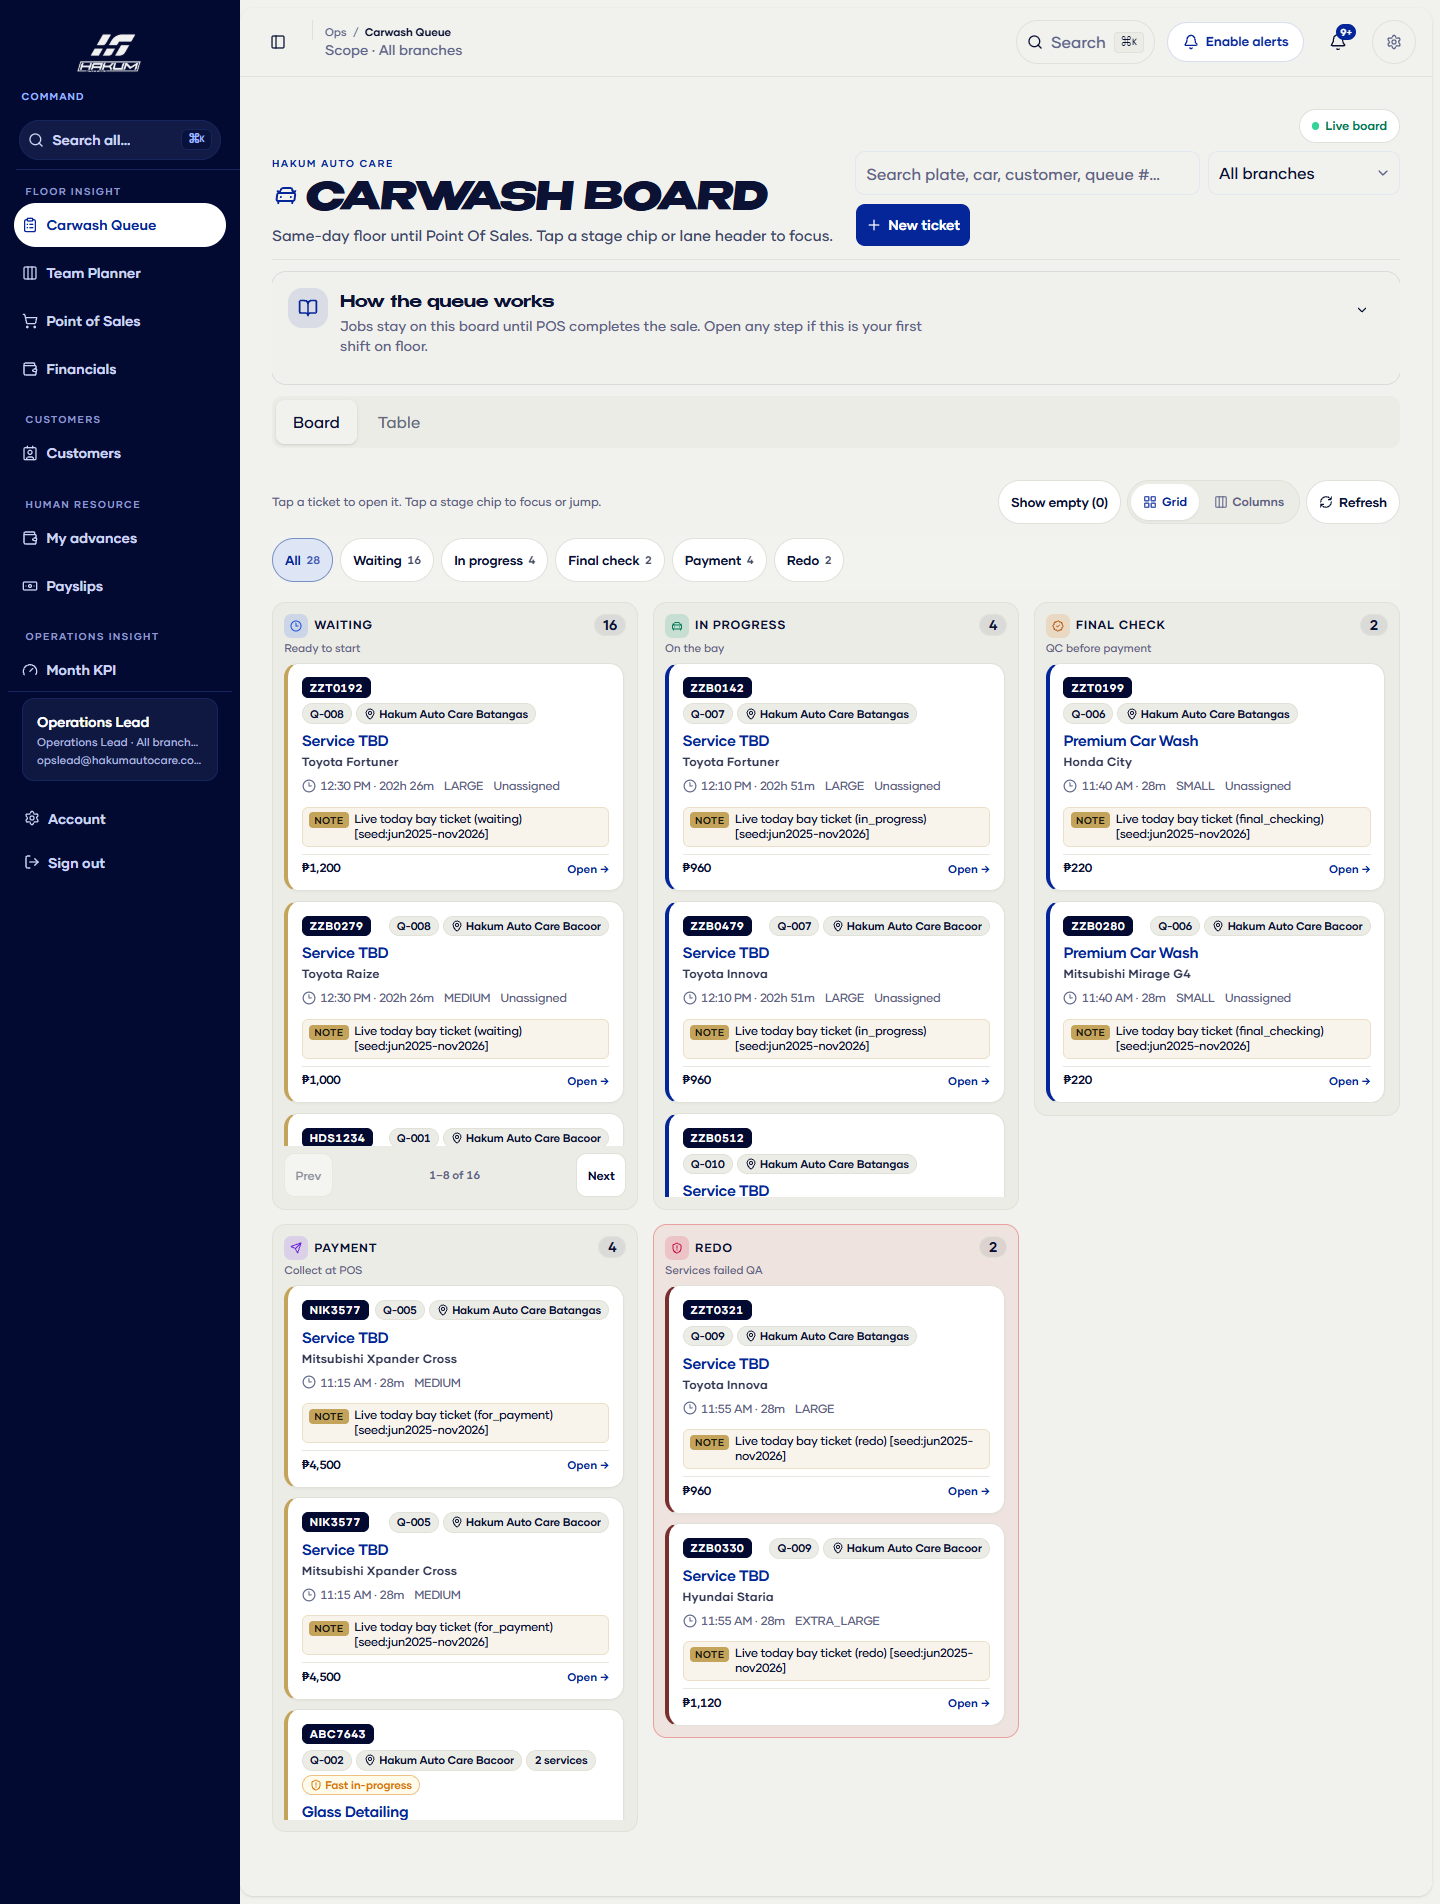 HAKUM
COMMAND
Search all... ⌘K
FLOOR INSIGHT
Carwash Queue
Team Planner
Point of Sales
Financials
CUSTOMERS
Customers
HUMAN RESOURCE
My advances
Payslips
OPERATIONS INSIGHT
Month KPI
Operations Lead
Operations Lead · All branch...
opslead@hakumautocare.co...
Account
Sign out
Ops / Carwash Queue
Scope · All branches
Search ⌘K
Enable alerts
9+
Live board
HAKUM AUTO CARE
CARWASH BOARD
Same-day floor until Point Of Sales. Tap a stage chip or lane header to focus.
Search plate, car, customer, queue #...
All branches
New ticket
How the queue works
Jobs stay on this board until POS completes the sale. Open any step if this is your first
shift on floor.
Board Table
Tap a ticket to open it. Tap a stage chip to focus or jump.
Show empty (0)
Grid
Columns
Refresh
All 28
Waiting 16
In progress 4
Final check 2
Payment 4
Redo 2
WAITING 16
Ready to start
ZZT0192
Q-008 Hakum Auto Care Batangas
Service TBD
Toyota Fortuner
12:30 PM · 202h 26m LARGE Unassigned
NOTE Live today bay ticket (waiting)
[seed:jun2025-nov2026]
₱1,200 Open →
ZZB0279 Q-008 Hakum Auto Care Bacoor
Service TBD
Toyota Raize
12:30 PM · 202h 26m MEDIUM Unassigned
NOTE Live today bay ticket (waiting)
[seed:jun2025-nov2026]
₱1,000 Open →
HDS1234 Q-001 Hakum Auto Care Bacoor
Prev 1–8 of 16 Next
IN PROGRESS 4
On the bay
ZZB0142
Q-007 Hakum Auto Care Batangas
Service TBD
Toyota Fortuner
12:10 PM · 202h 51m LARGE Unassigned
NOTE Live today bay ticket (in_progress)
[seed:jun2025-nov2026]
₱960 Open →
ZZB0479 Q-007 Hakum Auto Care Bacoor
Service TBD
Toyota Innova
12:10 PM · 202h 51m LARGE Unassigned
NOTE Live today bay ticket (in_progress)
[seed:jun2025-nov2026]
₱960 Open →
ZZB0512
Q-010 Hakum Auto Care Batangas
Service TBD
FINAL CHECK 2
QC before payment
ZZT0199
Q-006 Hakum Auto Care Batangas
Premium Car Wash
Honda City
11:40 AM · 28m SMALL Unassigned
NOTE Live today bay ticket (final_checking)
[seed:jun2025-nov2026]
₱220 Open →
ZZB0280 Q-006 Hakum Auto Care Bacoor
Premium Car Wash
Mitsubishi Mirage G4
11:40 AM · 28m SMALL Unassigned
NOTE Live today bay ticket (final_checking)
[seed:jun2025-nov2026]
₱220 Open →
PAYMENT 4
Collect at POS
NIK3577 Q-005 Hakum Auto Care Batangas
Service TBD
Mitsubishi Xpander Cross
11:15 AM · 28m MEDIUM
NOTE Live today bay ticket (for_payment)
[seed:jun2025-nov2026]
₱4,500 Open →
NIK3577 Q-005 Hakum Auto Care Bacoor
Service TBD
Mitsubishi Xpander Cross
11:15 AM · 28m MEDIUM
NOTE Live today bay ticket (for_payment)
[seed:jun2025-nov2026]
₱4,500 Open →
ABC7643
Q-002 Hakum Auto Care Bacoor 2 services
Fast in-progress
Glass Detailing
REDO 2
Services failed QA
ZZT0321
Q-009 Hakum Auto Care Batangas
Service TBD
Toyota Innova
11:55 AM · 28m LARGE
NOTE Live today bay ticket (redo) [seed:jun2025-
nov2026]
₱960 Open →
ZZB0330 Q-009 Hakum Auto Care Bacoor
Service TBD
Hyundai Staria
11:55 AM · 28m EXTRA_LARGE
NOTE Live today bay ticket (redo) [seed:jun2025-
nov2026]
₱1,120 Open →